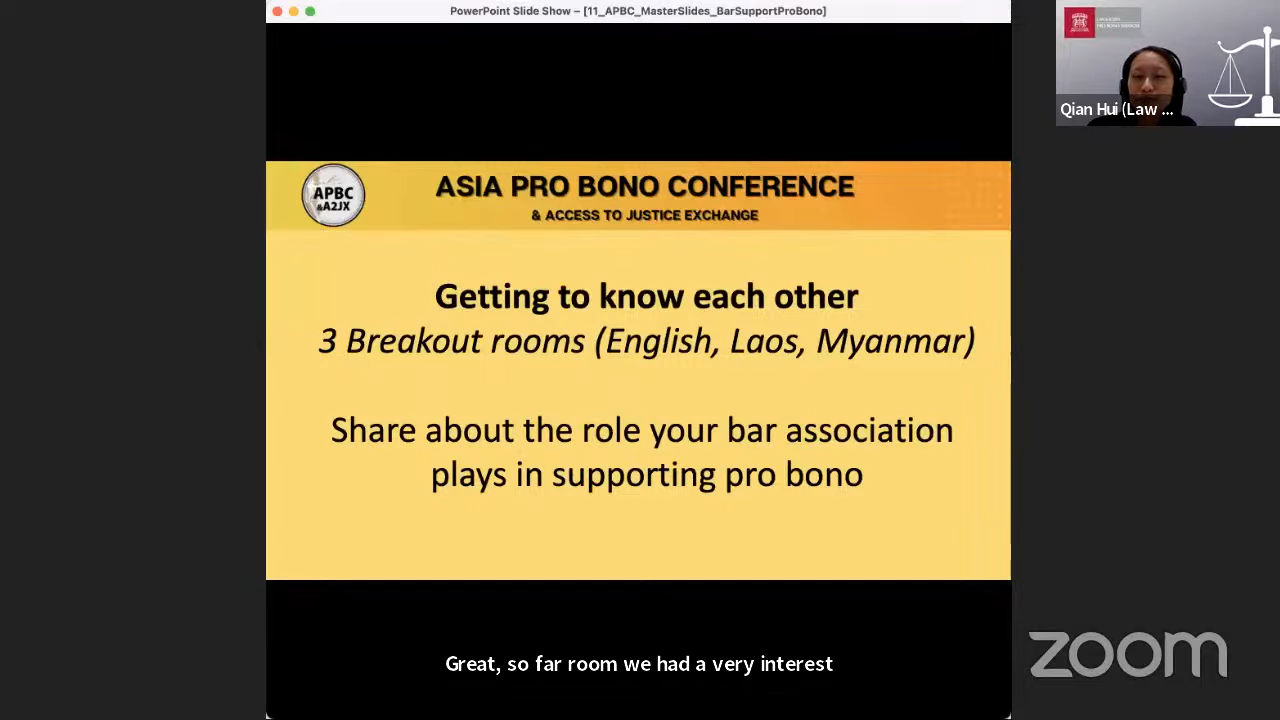 PowerPoint Slide Show – [11_APBC_MasterSlides_BarSupportProBono]
Qian Hui (Law ...
APBC
&A2JX
ASIA PRO BONO CONFERENCE
& ACCESS TO JUSTICE EXCHANGE
Getting to know each other
3 Breakout rooms (English, Laos, Myanmar)
Share about the role your bar association
plays in supporting pro bono
Great, so far room we had a very interest
zoom